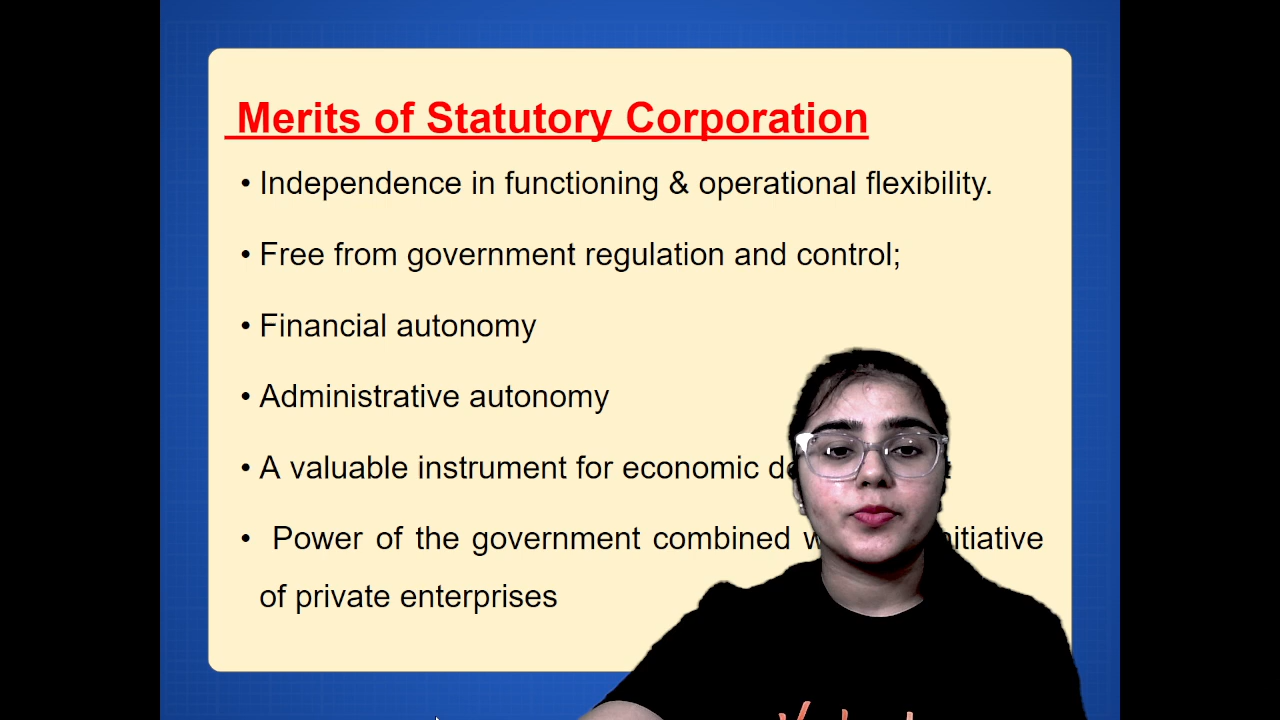 Merits of Statutory Corporation
• Independence in functioning & operational flexibility.
• Free from government regulation and control;
• Financial autonomy
• Administrative autonomy
• A valuable instrument for economic
• Power of the government combined
of private enterprises